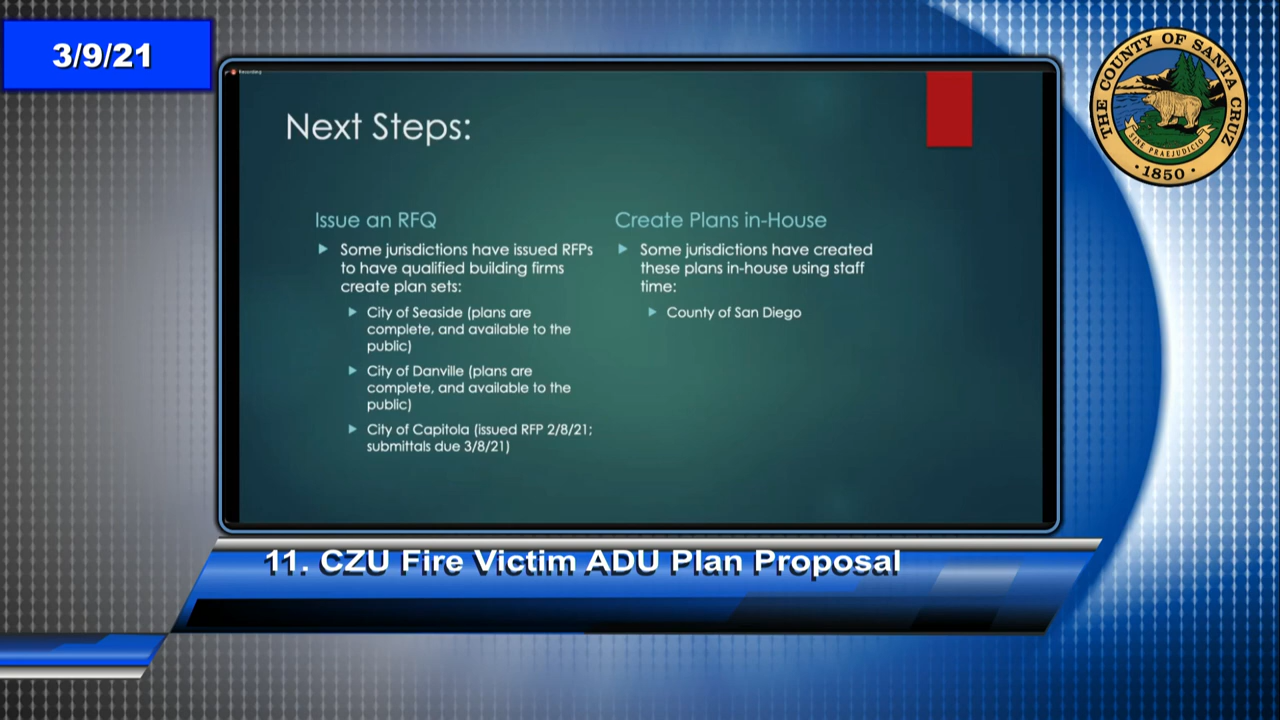 3/9/21
Recording
THE COUNTY OF SANTA CRUZ
SINE PRAEJUDICIO
• 1850 •
Next Steps:
Issue an RFQ
Some jurisdictions have issued RFPs
to have qualified building firms
create plan sets:
City of Seaside (plans are
complete, and available to the
public)
City of Danville (plans are
complete, and available to the
public)
City of Capitola (issued RFP 2/8/21;
submittals due 3/8/21)
Create Plans in-House
Some jurisdictions have created
these plans in-house using staff
time:
County of San Diego
11. CZU Fire Victim ADU Plan Proposal